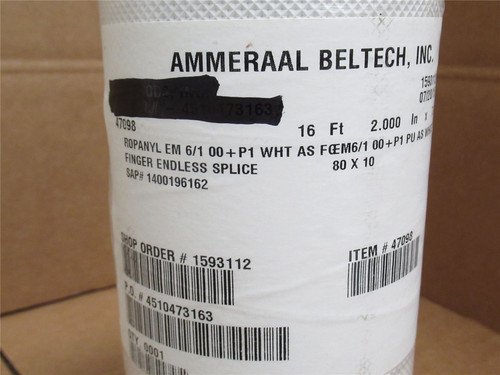 AMMERAAL BELTECH, INC.
47098
16 Ft 2.000 In x
ROPANYL EM 6/1 00+P1 WHT AS FG EM6/1 00+P1 PU AS WH
FINGER ENDLESS SPLICE 80 X 10
SAP# 1400196162
SHOP ORDER # 1593112
ITEM # 47098
P.O. # 4510473163
QTY. 0001